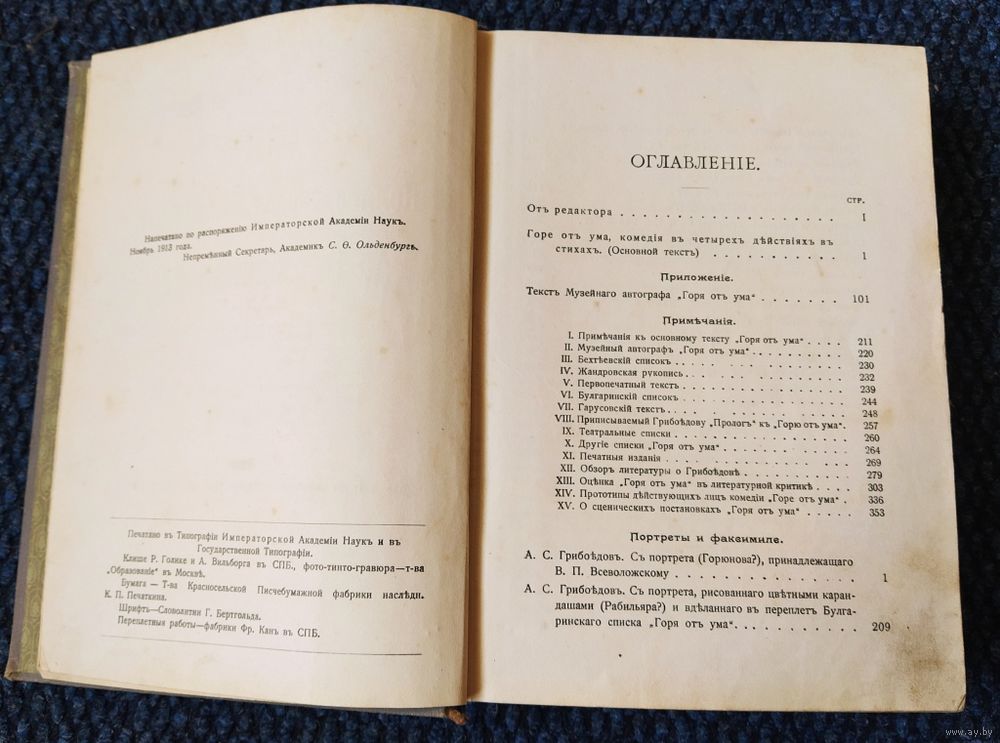 Напечатано по распоряженію Императорской Академіи Наукъ.
Ноябрь 1913 года.
Непремѣнный Секретарь, Академикъ С. Ѳ. Ольденбургъ.
Печатано въ Типографіи Императорской Академіи Наукъ и въ
Государственной Типографіи.
Клише Р. Голике и А. Вильборга въ СПБ., фото-тинто-гравюра—т-ва
„Образованіе“ въ Москвѣ.
Бумага — Т-ва Красносельской Писчебумажной фабрики наслѣдн.
К. П. Печаткина.
Шрифтъ—Словолитни Г. Бертгольда.
Переплетныя работы—фабрики Фр. Канъ въ СПБ.
ОГЛАВЛЕНІЕ.
СТР.
Отъ редактора . . . . . . . . . . . . . . . . I
Горе отъ ума, комедія въ четырехъ дѣйствіяхъ въ
стихахъ. (Основной текстъ) . . . . . . . . 1
Приложеніе.
Текстъ Музейнаго автографа „Горя отъ ума“ . . . . . . . 101
Примѣчанія.
I. Примѣчанія къ основному тексту „Горя отъ ума“ . . . . 211
II. Музейный автографъ „Горя отъ ума“ . . . . . . . . . 220
III. Бехтѣевскій списокъ . . . . . . . . . . . . . . 230
IV. Жандровская рукопись . . . . . . . . . . . . . 232
V. Первопечатный текстъ . . . . . . . . . . . . . 239
VI. Булгаринскій списокъ . . . . . . . . . . . . . 244
VII. Гарусовскій текстъ . . . . . . . . . . . . . . 248
VIII. Приписываемый Грибоѣдову „Прологъ“ къ „Горю отъ ума“. 257
IX. Театральные списки . . . . . . . . . . . . . . 260
X. Другіе списки „Горя отъ ума“ . . . . . . . . . . 264
XI. Печатныя изданія . . . . . . . . . . . . . . . 269
XII. Обзоръ литературы о Грибоѣдовѣ . . . . . . . . . 279
XIII. Оцѣнка „Горя отъ ума“ въ литературной критикѣ . . . . 303
XIV. Прототипы дѣйствующихъ лицъ комедіи „Горе отъ ума“ . 336
XV. О сценическихъ постановкахъ „Горя отъ ума“ . . . . . 353
Портреты и факсимиле.
А. С. Грибоѣдовъ. Съ портрета (Горюнова?), принадлежащаго
В. П. Всеволожскому . . . . . . . . . . . . . . 1
А. С. Грибоѣдовъ. Съ портрета, рисованнаго цвѣтными каран-
дашами (Рабильяра?) и вдѣланнаго въ переплетъ Булга-
ринскаго списка „Горя отъ ума“. . . . . . . . . . 209
www.ay.by